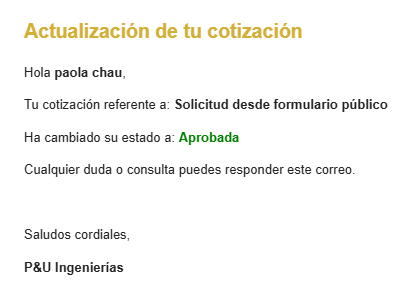 Actualización de tu cotización
Hola paola chau,
Tu cotización referente a: Solicitud desde formulario público
Ha cambiado su estado a: Aprobada
Cualquier duda o consulta puedes responder este correo.
Saludos cordiales,
P&U Ingenierías